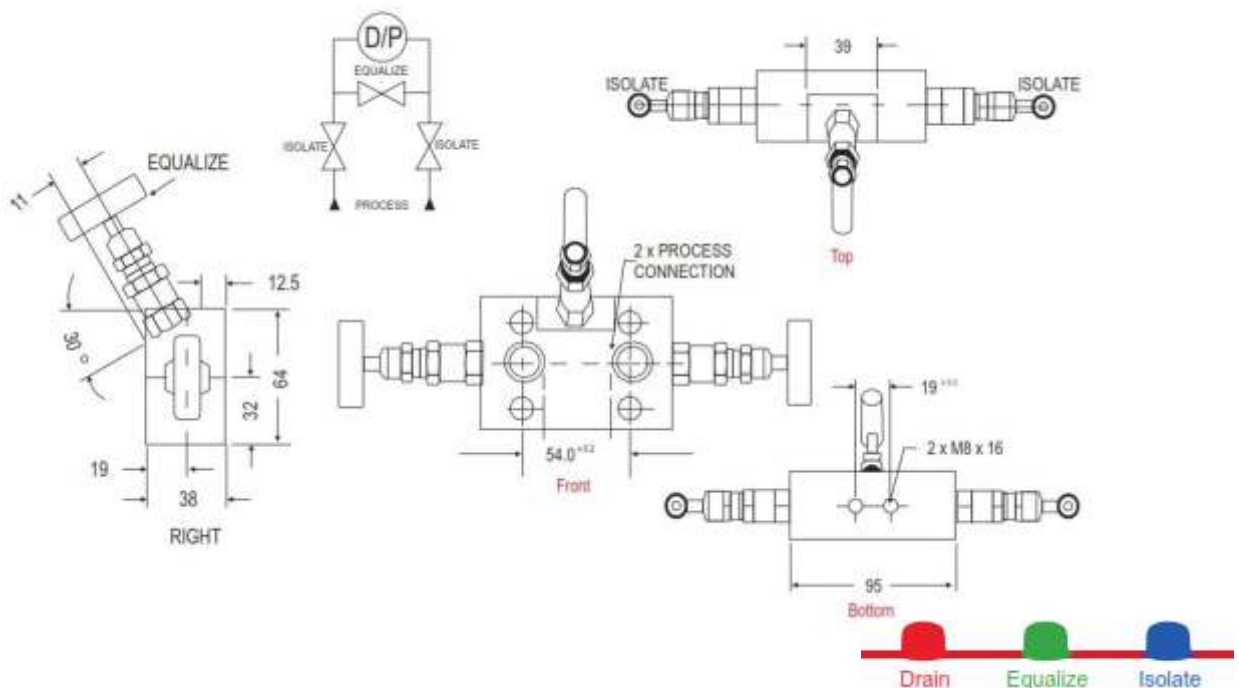 D/P
EQUALIZE
ISOLATE
ISOLATE
PROCESS
39
ISOLATE
ISOLATE
Top
EQUALIZE
11
12.5
30°
64
32
19
38
RIGHT
2 x PROCESS
CONNECTION
54.0
Front
19
2 x M8 x 16
95
Bottom
Drain
Equalize
Isolate